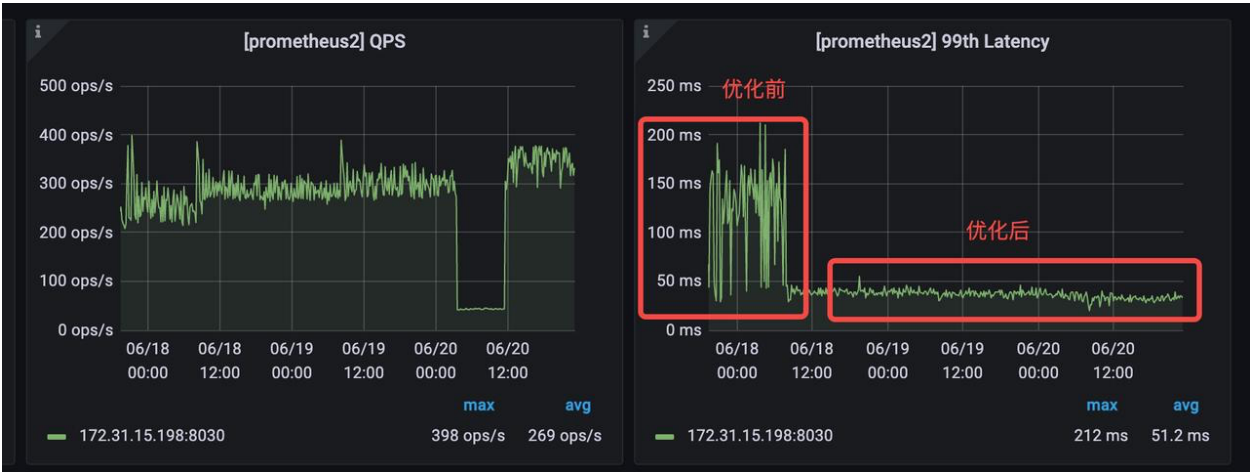 [prometheus2] QPS
500 ops/s
400 ops/s
300 ops/s
200 ops/s
100 ops/s
0 ops/s
06/18 06/18 06/19 06/19 06/20 06/20
00:00 12:00 00:00 12:00 00:00 12:00
max avg
172.31.15.198:8030 398 ops/s 269 ops/s
[prometheus2] 99th Latency
250 ms
优化前
200 ms
150 ms
100 ms
优化后
50 ms
0 ms
06/18 06/18 06/19 06/19 06/20 06/20
00:00 12:00 00:00 12:00 00:00 12:00
max avg
172.31.15.198:8030 212 ms 51.2 ms